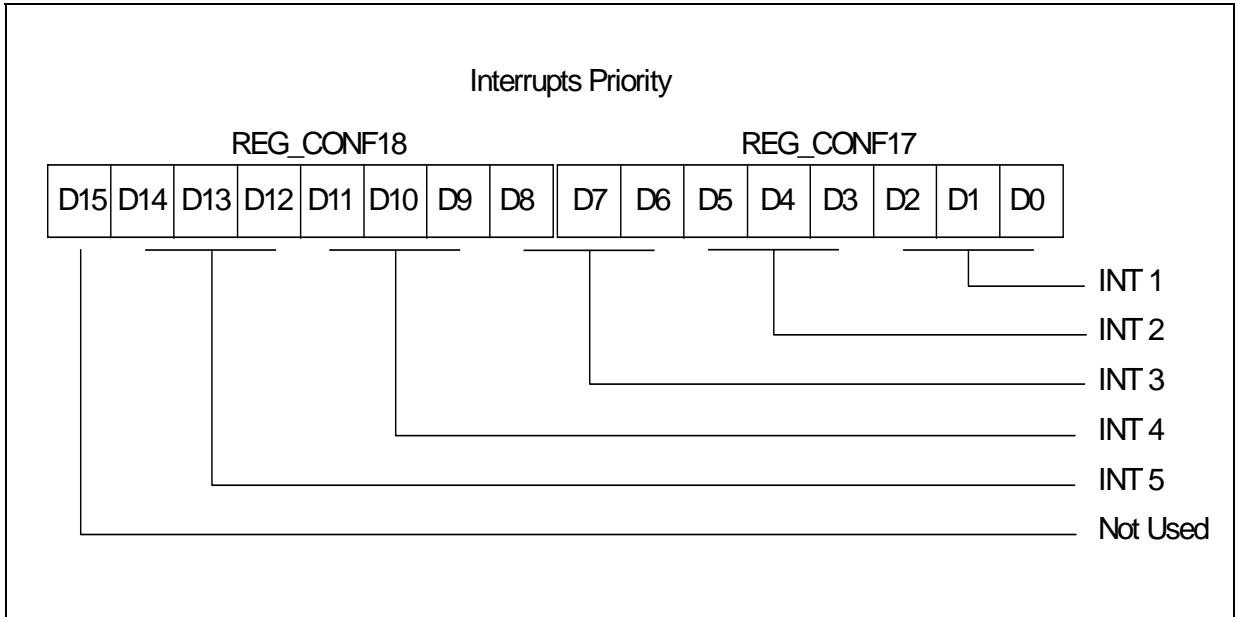 Interrupts Priority
REG_CONF18 REG_CONF17
D15 D14 D13 D12 D11 D10 D9 D8 D7 D6 D5 D4 D3 D2 D1 D0
INT 1
INT 2
INT 3
INT 4
INT 5
Not Used